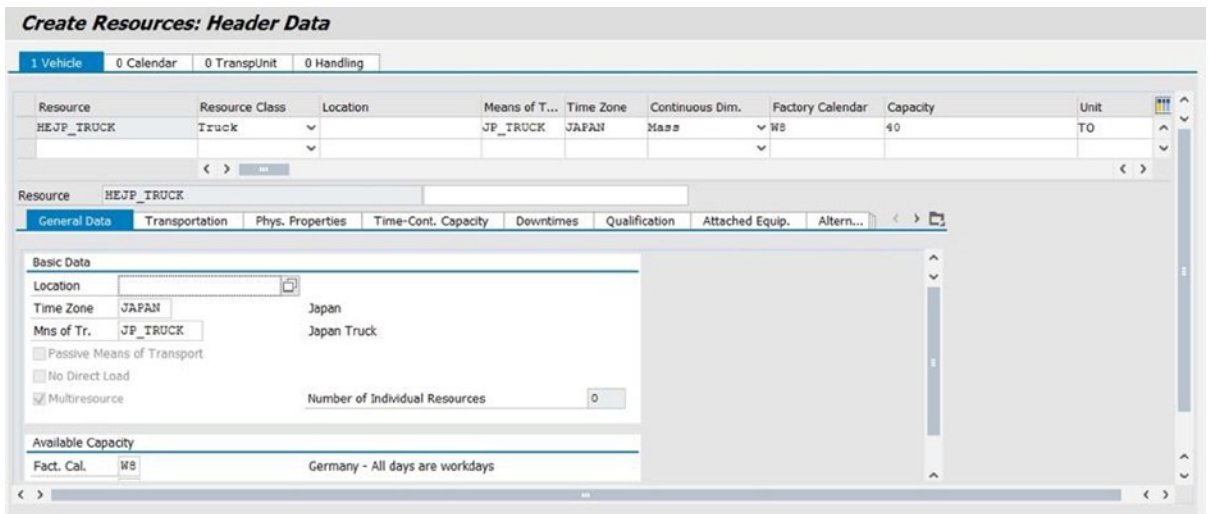 Create Resources: Header Data
1 Vehicle 0 Calendar 0 TranspUnit 0 Handling
Resource Resource Class Location Means of T... Time Zone Continuous Dim. Factory Calendar Capacity Unit
HEJP_TRUCK Truck JP_TRUCK JAPAN Mass W8 40 TO
Resource HEJP_TRUCK
General Data Transportation Phys. Properties Time-Cont. Capacity Downtimes Qualification Attached Equip. Altern...
Basic Data
Location
Time Zone JAPAN Japan
Mns of Tr. JP_TRUCK Japan Truck
Passive Means of Transport
No Direct Load
Multiresource Number of Individual Resources 0
Available Capacity
Fact. Cal. W8 Germany - All days are workdays